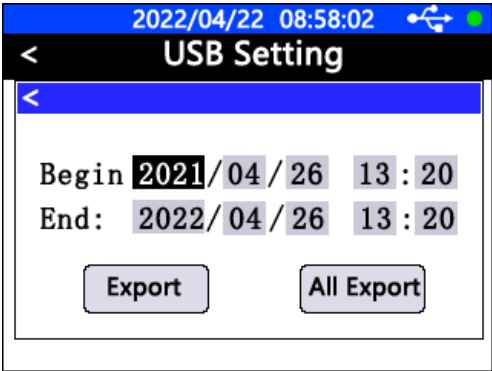 2022/04/22 08:58:02
< USB Setting
<
Begin 2021/04/26 13:20
End: 2022/04/26 13:20
Export All Export